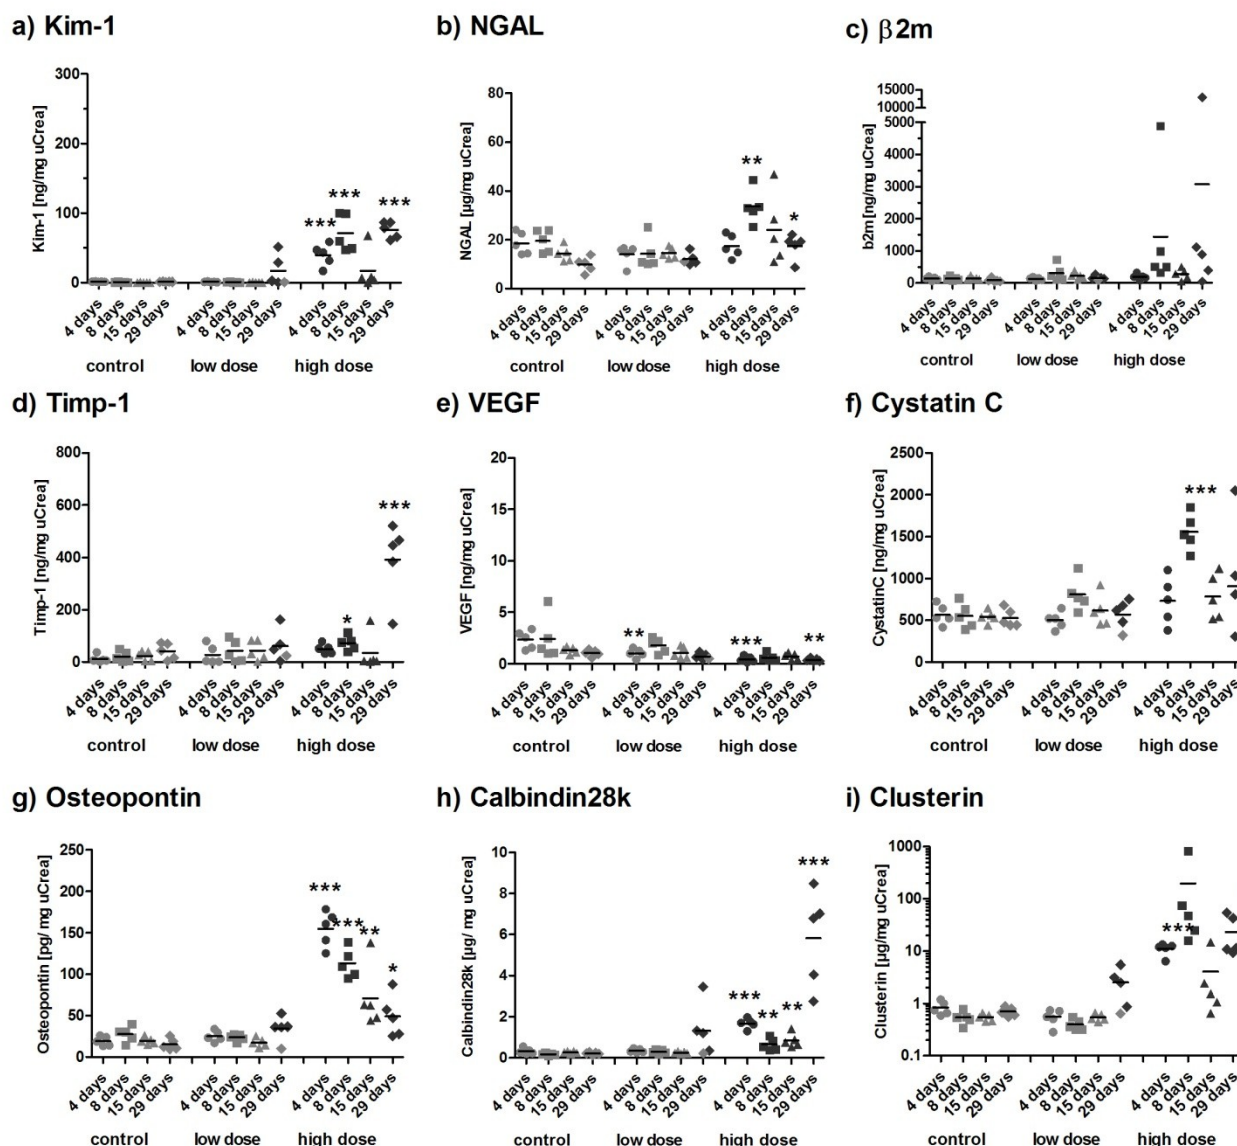 a) Kim-1
Kim-1 [ng/mg uCrea]
300
200
100
0
*** *** ***
4 days 8 days 15 days 29 days 4 days 8 days 15 days 29 days 4 days 8 days 15 days 29 days
control low dose high dose
b) NGAL
NGAL [µg/mg uCrea]
80
60
40
20
0
** *
4 days 8 days 15 days 29 days 4 days 8 days 15 days 29 days 4 days 8 days 15 days 29 days
control low dose high dose
c) β2m
b2m [ng/mg uCrea]
15000
10000
5000
4000
3000
2000
1000
0
4 days 8 days 15 days 29 days 4 days 8 days 15 days 29 days 4 days 8 days 15 days 29 days
control low dose high dose
d) Timp-1
Timp-1 [ng/mg uCrea]
800
600
400
200
0
* ***
4 days 8 days 15 days 29 days 4 days 8 days 15 days 29 days 4 days 8 days 15 days 29 days
control low dose high dose
e) VEGF
VEGF [ng/mg uCrea]
20
15
10
5
0
** *** **
4 days 8 days 15 days 29 days 4 days 8 days 15 days 29 days 4 days 8 days 15 days 29 days
control low dose high dose
f) Cystatin C
CystatinC [ng/mg uCrea]
2500
2000
1500
1000
500
0
***
4 days 8 days 15 days 29 days 4 days 8 days 15 days 29 days 4 days 8 days 15 days 29 days
control low dose high dose
g) Osteopontin
Osteopontin [pg/ mg uCrea]
250
200
150
100
50
0
*** *** ** *
4 days 8 days 15 days 29 days 4 days 8 days 15 days 29 days 4 days 8 days 15 days 29 days
control low dose high dose
h) Calbindin28k
Calbindin28k [µg/ mg uCrea]
10
8
6
4
2
0
*** ** ** ***
4 days 8 days 15 days 29 days 4 days 8 days 15 days 29 days 4 days 8 days 15 days 29 days
control low dose high dose
i) Clusterin
Clusterin [µg/mg uCrea]
1000
100
10
1
0.1
***
4 days 8 days 15 days 29 days 4 days 8 days 15 days 29 days 4 days 8 days 15 days 29 days
control low dose high dose